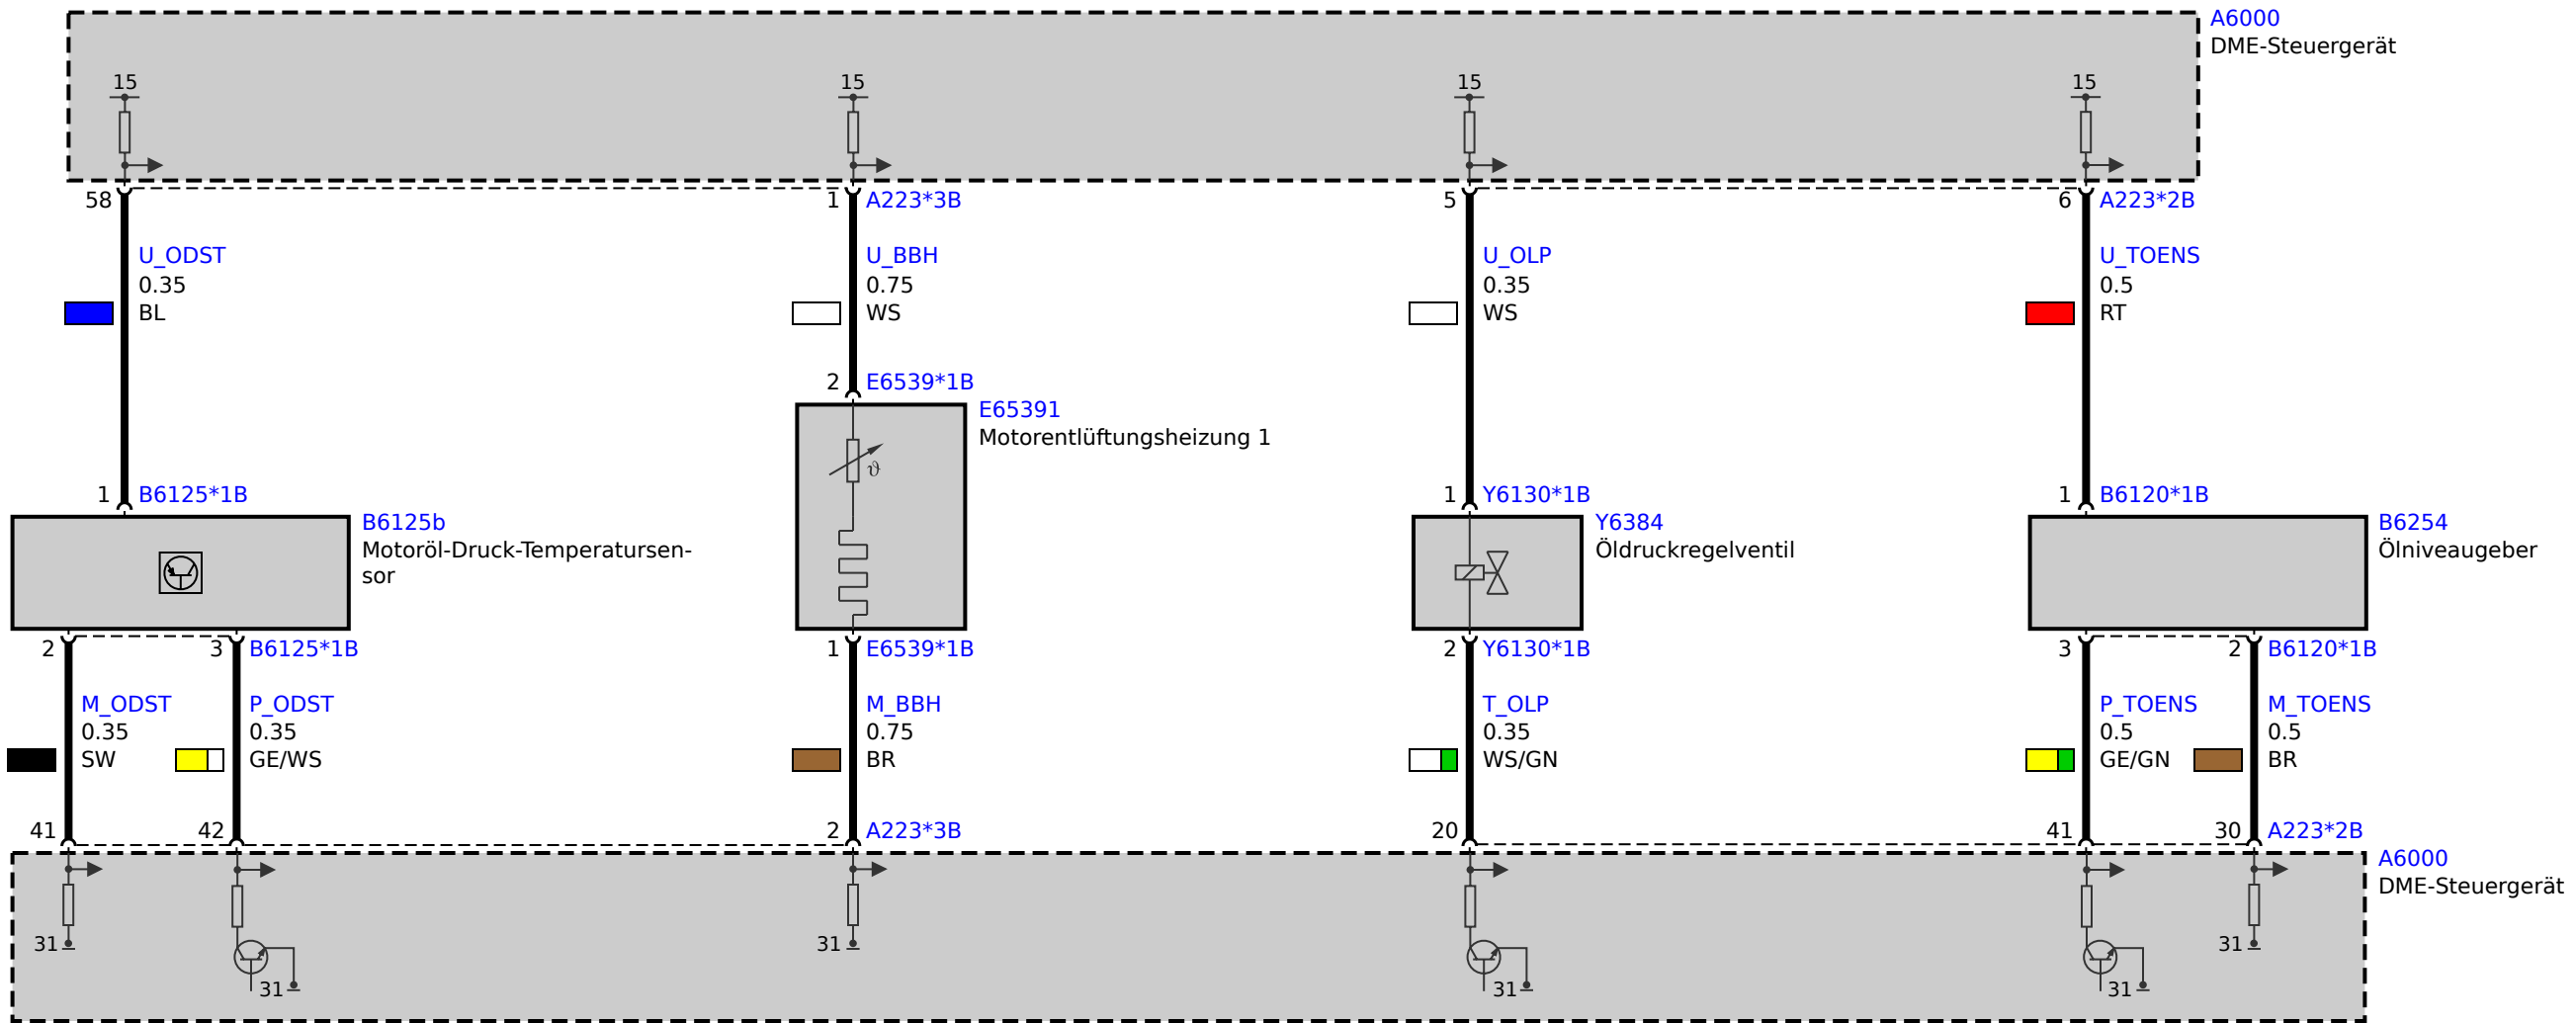 A6000
DME-Steuergerät
15 15 15 15
58 1 A223*3B 5 6 A223*2B
U_ODST U_BBH U_OLP U_TOENS
0.35 0.75 0.35 0.5
BL WS WS RT
2 E6539*1B
E65391
Motorentlüftungsheizung 1
ϑ
1 B6125*1B 1 Y6130*1B 1 B6120*1B
B6125b Y6384 B6254
Motoröl-Druck-Temperatursen- Öldruckregelventil Ölniveaugeber
sor
2 3 B6125*1B 1 E6539*1B 2 Y6130*1B 3 2 B6120*1B
M_ODST P_ODST M_BBH T_OLP P_TOENS M_TOENS
0.35 0.35 0.75 0.35 0.5 0.5
SW GE/WS BR WS/GN GE/GN BR
41 42 2 A223*3B 20 41 30 A223*2B
A6000
DME-Steuergerät
31 31 31
31 31 31